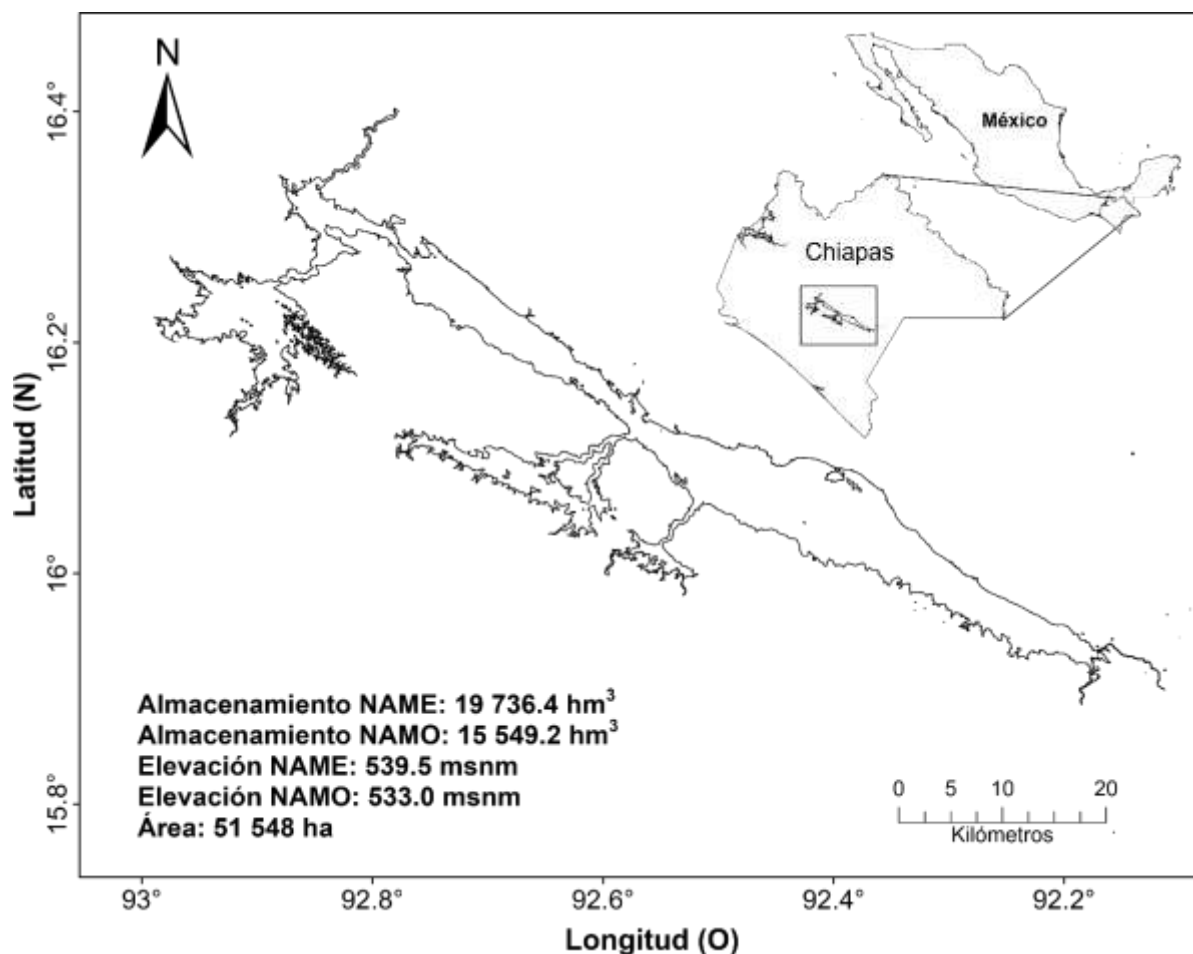 N
México
Chiapas
16.4°
16.2°
16°
15.8°
Latitud (N)
Almacenamiento NAME: 19 736.4 hm³
Almacenamiento NAMO: 15 549.2 hm³
Elevación NAME: 539.5 msnm
Elevación NAMO: 533.0 msnm
Área: 51 548 ha
0 5 10 20
Kilómetros
93° 92.8° 92.6° 92.4° 92.2°
Longitud (O)